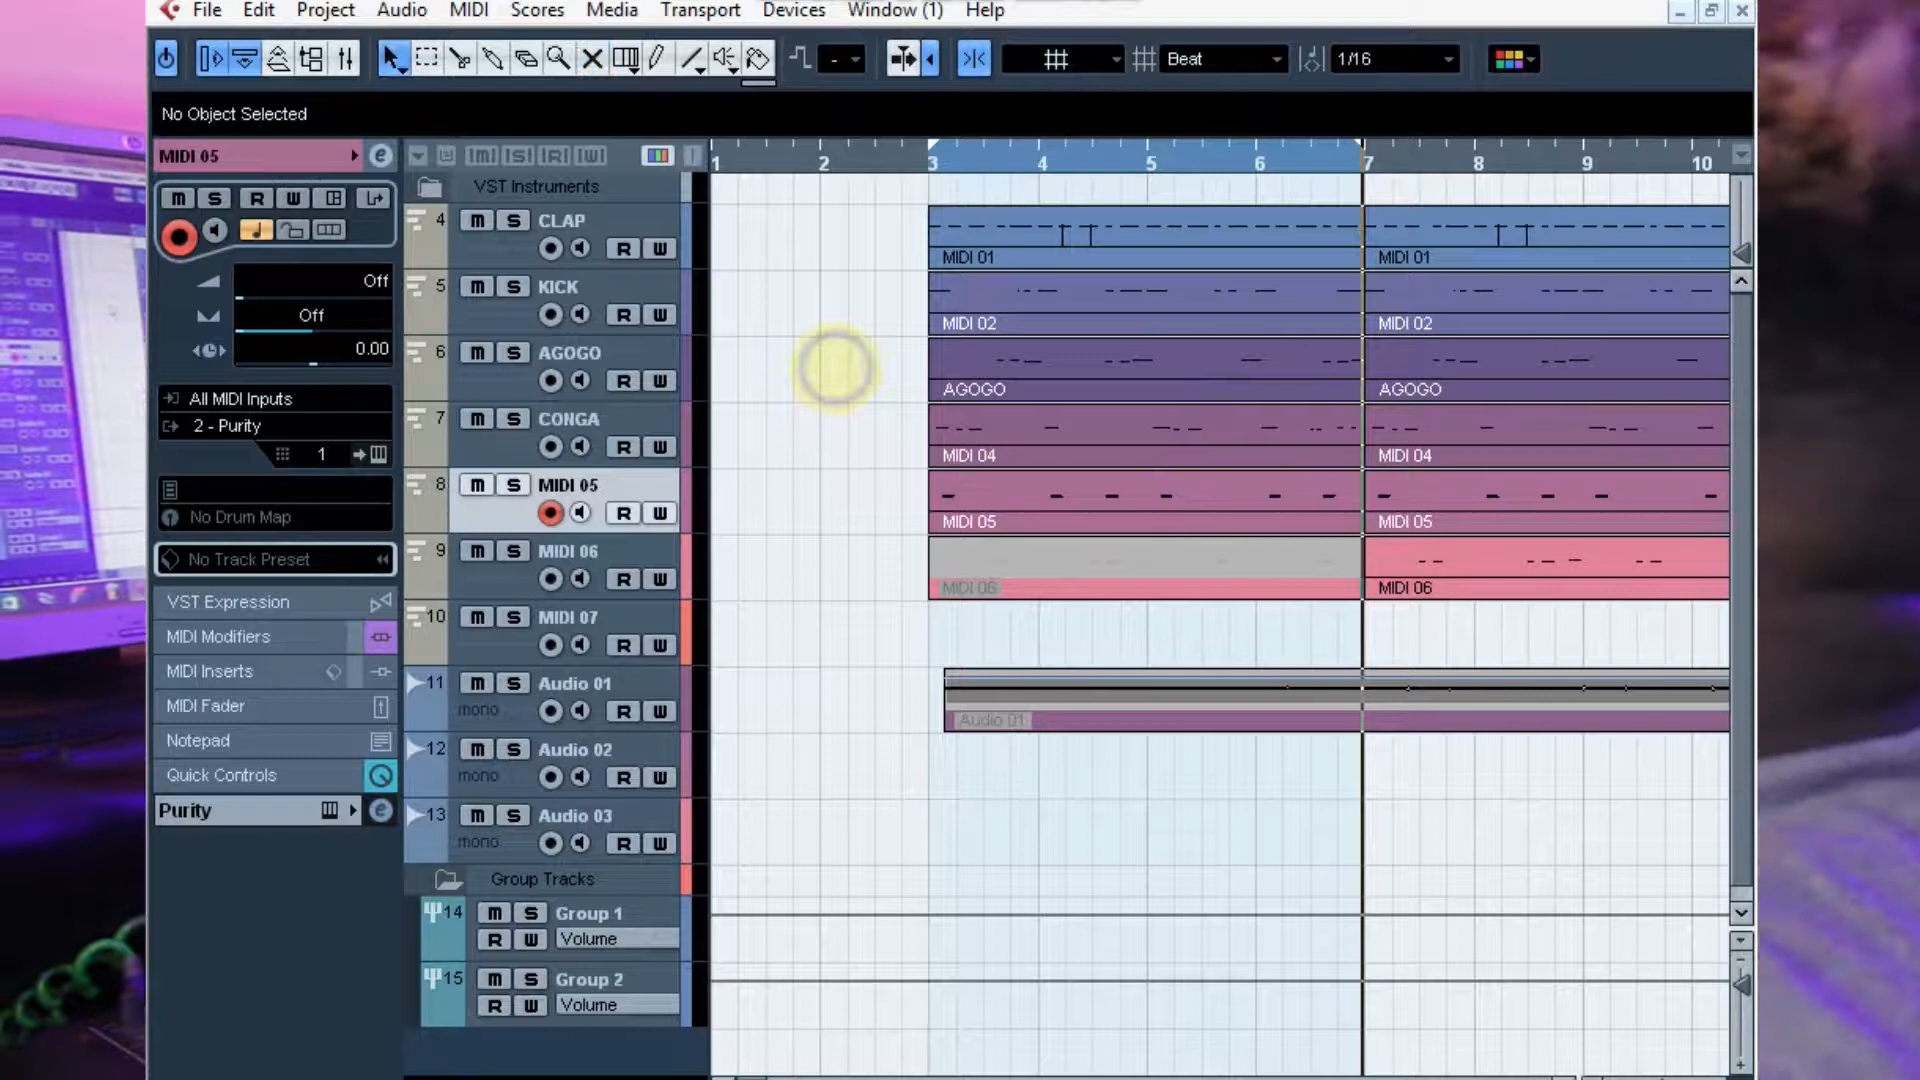 File Edit Project Audio MIDI Scores Media Transport Devices Window (1) Help
- Beat 1/16
No Object Selected
MIDI 05 e
1 2 3 4 5 6 7 8 9 10
VST Instruments
m S R W
Off
Off
0.00
All MIDI Inputs
2 - Purity
1
No Drum Map
No Track Preset
VST Expression
MIDI Modifiers
MIDI Inserts
MIDI Fader
Notepad
Quick Controls
Purity e
4 m S CLAP
R W
5 m S KICK
R W
6 m S AGOGO
R W
7 m S CONGA
R W
8 m S MIDI 05
R W
9 m S MIDI 06
R W
10 m S MIDI 07
R W
11 m S Audio 01
mono R W
12 m S Audio 02
mono R W
13 m S Audio 03
mono R W
Group Tracks
14 m S Group 1
R W Volume
15 m S Group 2
R W Volume
MIDI 01 MIDI 01
MIDI 02 MIDI 02
AGOGO AGOGO
MIDI 04 MIDI 04
MIDI 05 MIDI 05
MIDI 06 MIDI 06
Audio 01